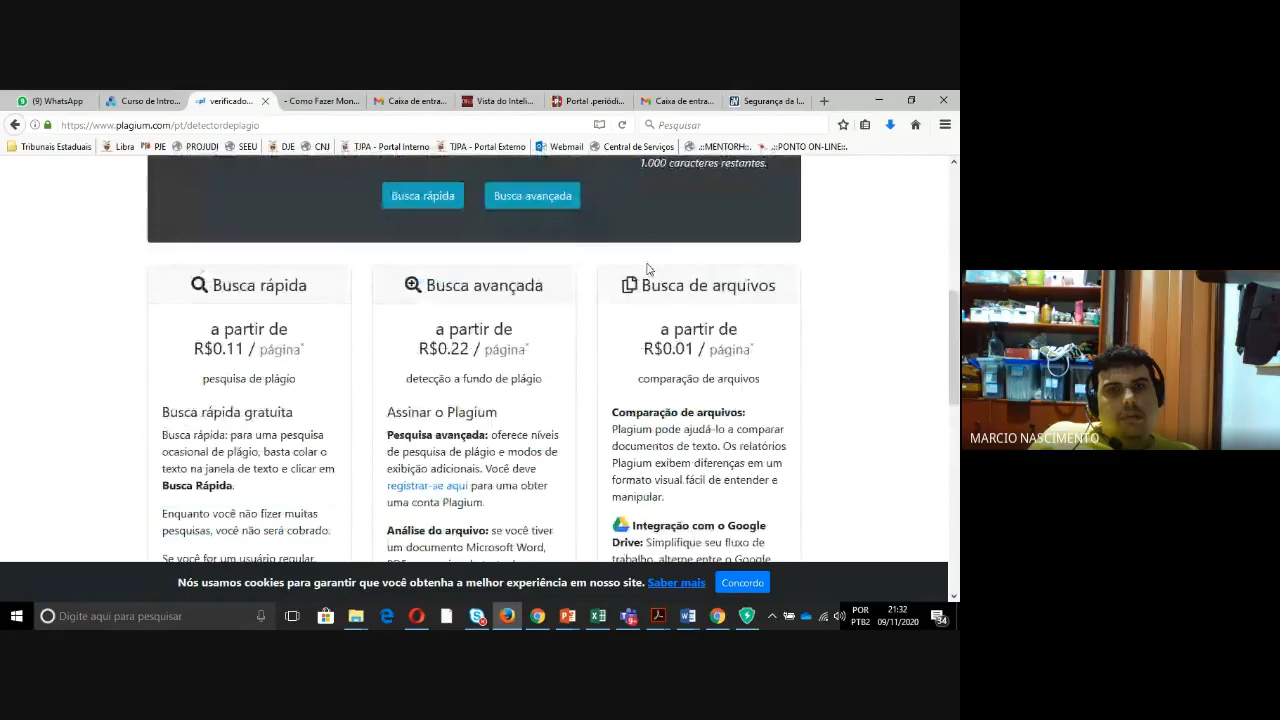 (9) WhatsApp
Curso de Intro...
verificado...
- Como Fazer Mon...
Caixa de entra...
Vista do Inteli...
Portal .periódic...
Caixa de entra...
Segurança da I...
https://www.plagium.com/pt/detectordeplagio
Pesquisar
Tribunais Estaduais
Libra
PJE
PROJUDI
SEEU
DJE
CNJ
TJPA - Portal Interno
TJPA - Portal Externo
Webmail
Central de Serviços
.::MENTORH::.
.::PONTO ON-LINE::.
1.000 caracteres restantes.
Busca rápida
Busca avançada
Busca rápida
a partir de
R$0.11 / página*
pesquisa de plágio
Busca rápida gratuita
Busca rápida: para uma pesquisa
ocasional de plágio, basta colar o
texto na janela de texto e clicar em
Busca Rápida.
Enquanto você não fizer muitas
pesquisas, você não será cobrado.
Se você for um usuário regular,
Busca avançada
a partir de
R$0.22 / página*
detecção a fundo de plágio
Assinar o Plagium
Pesquisa avançada: oferece níveis
de pesquisa de plágio e modos de
exibição adicionais. Você deve
registrar-se aqui para uma obter
uma conta Plagium.
Análise do arquivo: se você tiver
um documento Microsoft Word,
Busca de arquivos
a partir de
R$0.01 / página*
comparação de arquivos
Comparação de arquivos:
Plagium pode ajudá-lo a comparar
documentos de texto. Os relatórios
Plagium exibem diferenças em um
formato visual fácil de entender e
manipular.
Integração com o Google
Drive: Simplifique seu fluxo de
trabalho, alterne entre o Google
Nós usamos cookies para garantir que você obtenha a melhor experiência em nosso site. Saber mais
Concordo
Digite aqui para pesquisar
POR
PTB2
21:32
09/11/2020
34
MARCIO NASCIMENTO